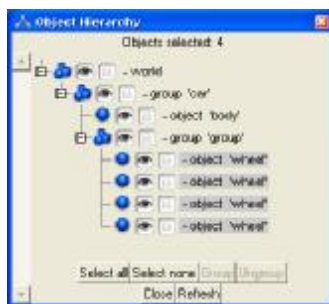 Object Hierarchy
Objects selected: 4
- world
- group 'car'
- object 'body'
- group 'group'
- object 'wheel'
- object 'wheel'
- object 'wheel'
- object 'wheel'
Select all Select none Group Ungroup
Close Refresh